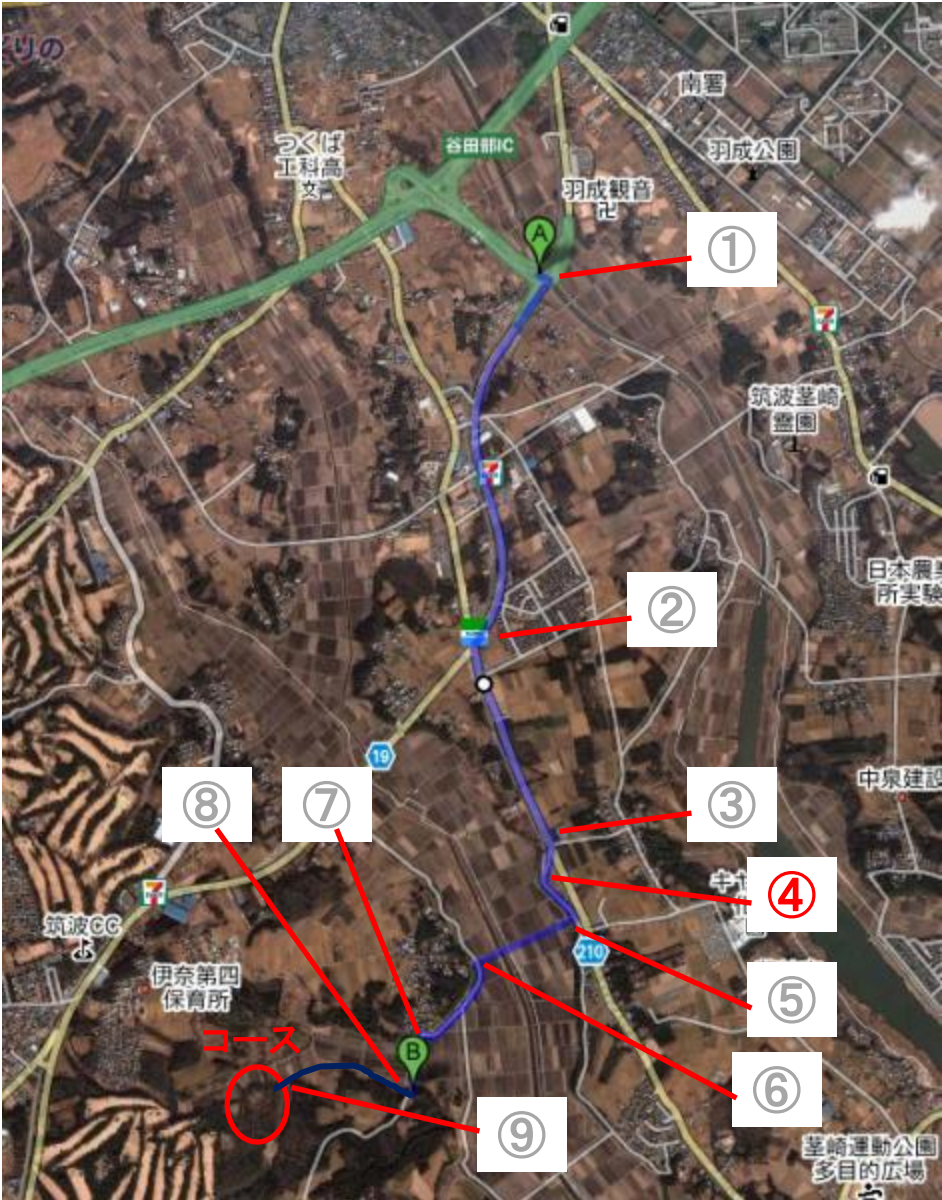 りの
南署
つくば
工科高
文
谷田部IC
羽成公園
羽成観音
卍
A
①
筑波茎崎
霊園
日本農業
所実験
②
19
中泉建設
⑧
⑦
③
④
筑波CC
210
伊奈第四
保育所
⑤
コース
B
⑥
⑨
茎崎運動公園
多目的広場